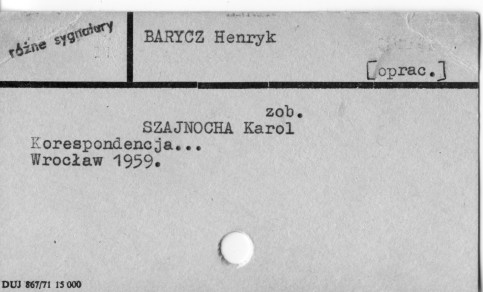 różne sygnatury
BARYCZ Henryk
[oprac.]
zob.
SZAJNOCHA Karol
Korespondencja...
Wrocław 1959.
DUJ 867/71 15 000